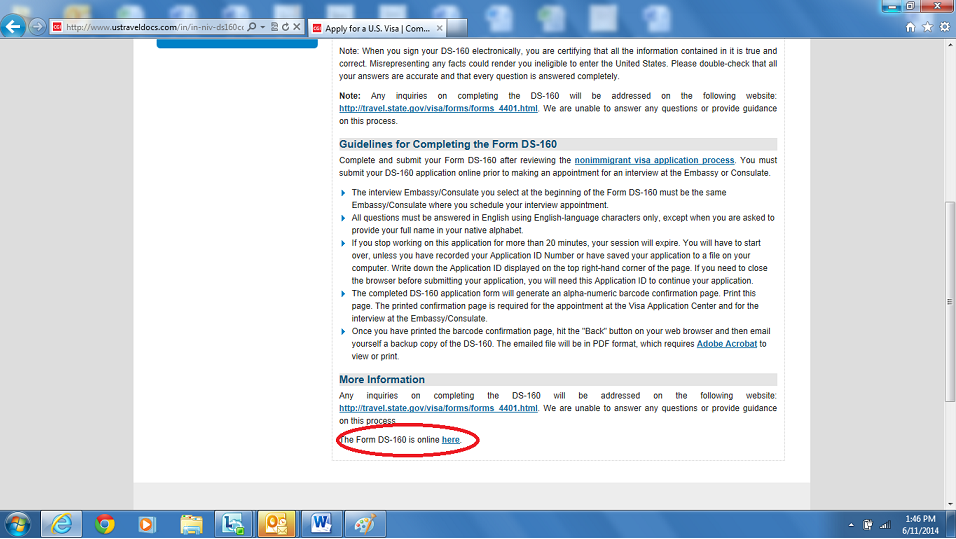 http://www.ustraveldocs.com/in/in-niv-ds160co
Apply for a U.S. Visa | Com...
Note: When you sign your DS-160 electronically, you are certifying that all the information contained in it is true and
correct. Misrepresenting any facts could render you ineligible to enter the United States. Please double-check that all
your answers are accurate and that every question is answered completely.
Note: Any inquiries on completing the DS-160 will be addressed on the following website:
http://travel.state.gov/visa/forms/forms_4401.html. We are unable to answer any questions or provide guidance
on this process.
Guidelines for Completing the Form DS-160
Complete and submit your Form DS-160 after reviewing the nonimmigrant visa application process. You must
submit your DS-160 application online prior to making an appointment for an interview at the Embassy or Consulate.
The interview Embassy/Consulate you select at the beginning of the Form DS-160 must be the same
Embassy/Consulate where you schedule your interview appointment.
All questions must be answered in English using English-language characters only, except when you are asked to
provide your full name in your native alphabet.
If you stop working on this application for more than 20 minutes, your session will expire. You will have to start
over, unless you have recorded your Application ID Number or have saved your application to a file on your
computer. Write down the Application ID displayed on the top right-hand corner of the page. If you need to close
the browser before submitting your application, you will need this Application ID to continue your application.
The completed DS-160 application form will generate an alpha-numeric barcode confirmation page. Print this
page. The printed confirmation page is required for the appointment at the Visa Application Center and for the
interview at the Embassy/Consulate.
Once you have printed the barcode confirmation page, hit the "Back" button on your web browser and then email
yourself a backup copy of the DS-160. The emailed file will be in PDF format, which requires Adobe Acrobat to
view or print.
More Information
Any inquiries on completing the DS-160 will be addressed on the following website:
http://travel.state.gov/visa/forms/forms_4401.html. We are unable to answer any questions or provide guidance
on this process.
The Form DS-160 is online here.
1:46 PM
6/11/2014